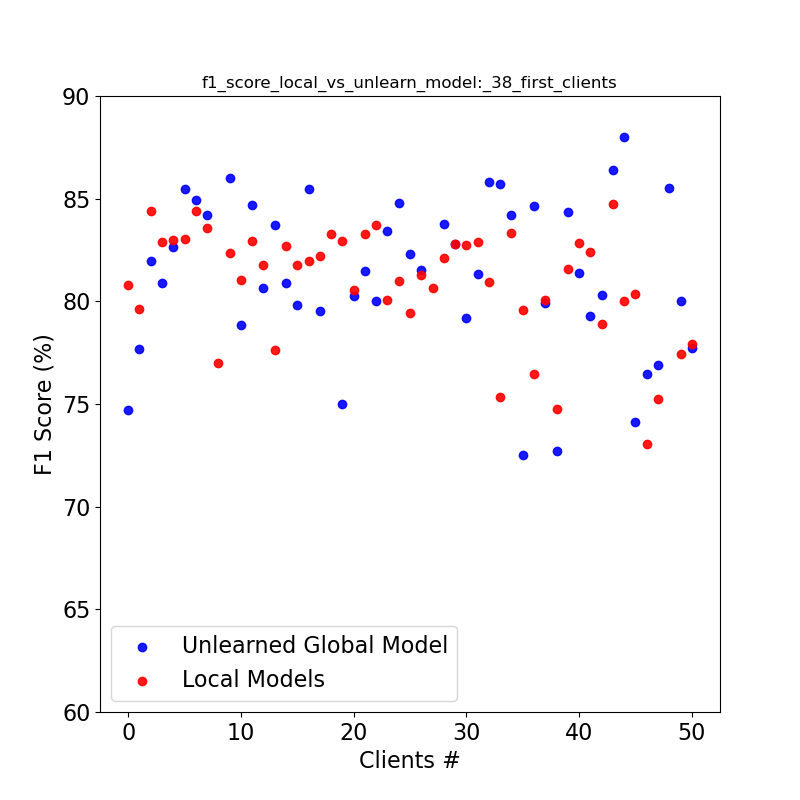 f1_score_local_vs_unlearn_model:_38_first_clients
90
85
80
75
70
65
60
F1 Score (%)
Unlearned Global Model
Local Models
0 10 20 30 40 50
Clients #